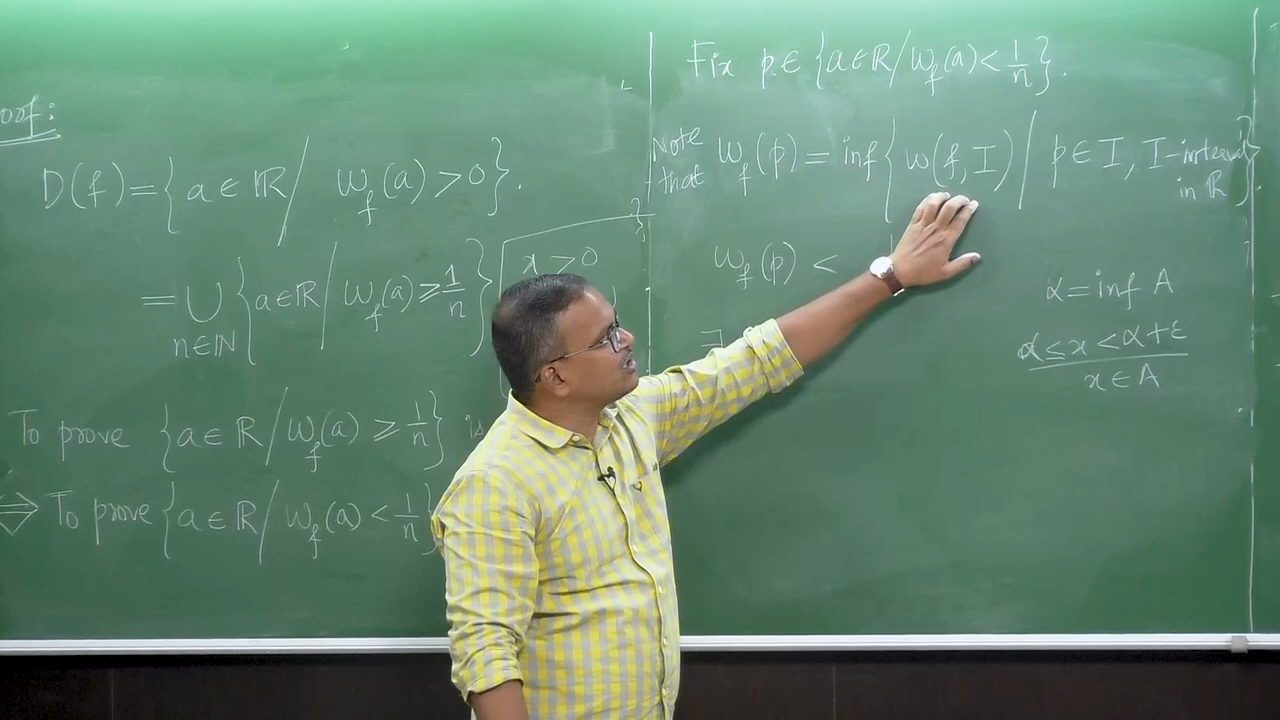 oof:
D(f) = {a ∈ ℝ / ω_f(a) > 0}.
= ∪_{n∈ℕ} {a ∈ ℝ / ω_f(a) ≥ 1/n}
x > 0
To prove {a ∈ ℝ / ω_f(a) ≥ 1/n} is
⇔ To prove {a ∈ ℝ / ω_f(a) < 1/n}
Fix p ∈ {a ∈ ℝ / ω_f(a) < 1/n}.
Note that ω_f(p) = inf {ω(f, I) / p ∈ I, I-interval in ℝ}.
ω_f(p) <
∃
α = inf A
α ≤ x < α + ε
x ∈ A